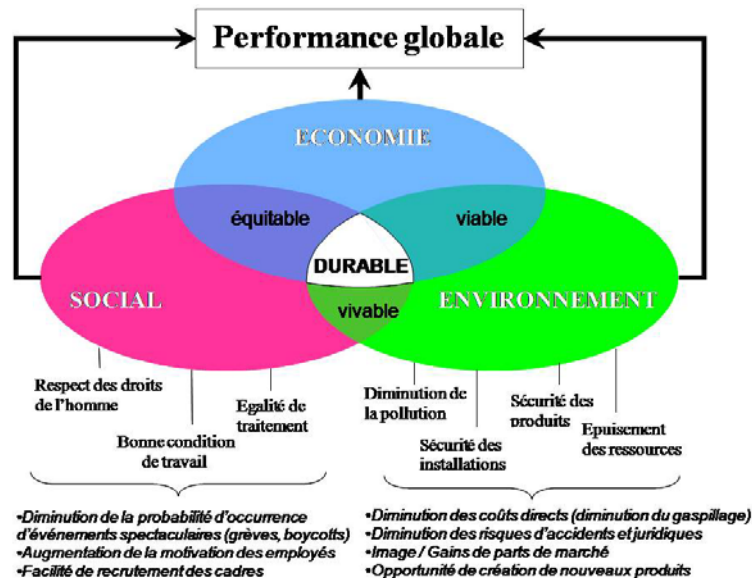 Performance globale
ECONOMIE
équitable
viable
DURABLE
SOCIAL
ENVIRONNEMENT
vivable
Respect des droits
de l'homme
Bonne condition
de travail
Egalité de
traitement
Diminution de
la pollution
Sécurité des
installations
Sécurité des
produits
Epuisement
des ressources
•Diminution de la probabilité d'occurrence
d'événements spectaculaires (grèves, boycotts)
•Augmentation de la motivation des employés
•Facilité de recrutement des cadres
•Diminution des coûts directs (diminution du gaspillage)
•Diminution des risques d'accidents et juridiques
•Image / Gains de parts de marché
•Opportunité de création de nouveaux produits